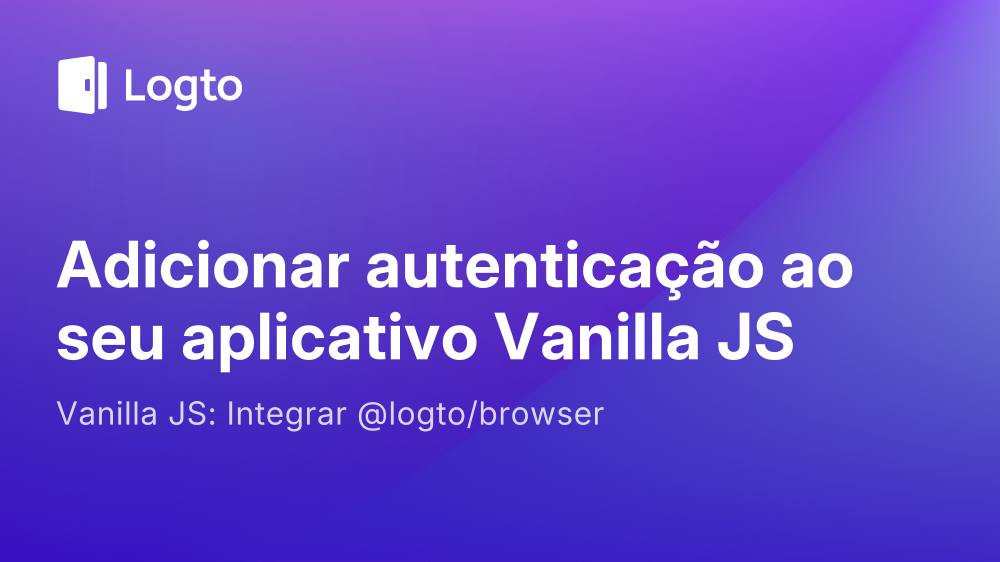 Logto
Adicionar autenticação ao
seu aplicativo Vanilla JS
Vanilla JS: Integrar @logto/browser